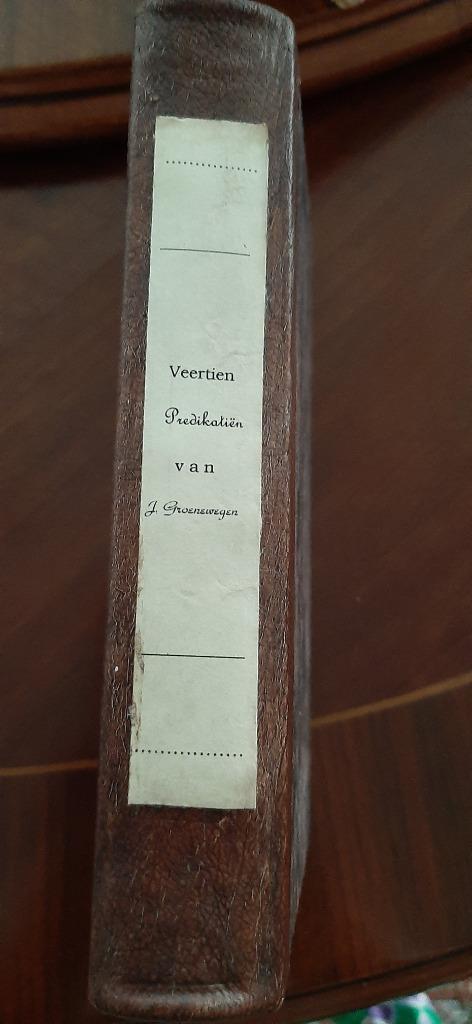 Veertien
Predikatiën
van
J. Groenewegen